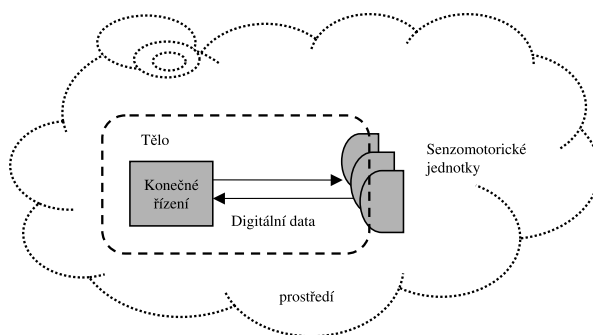 Tělo
Senzomotorické
jednotky
Konečné
řízení
Digitální data
prostředí